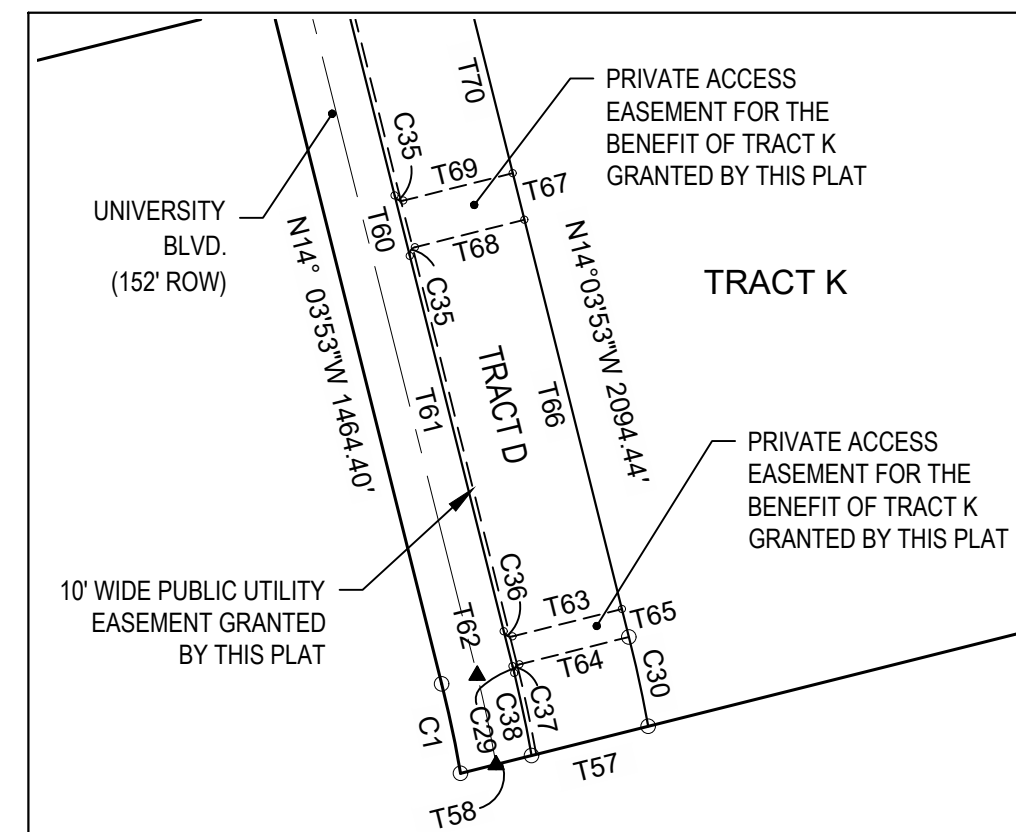 PRIVATE ACCESS
EASEMENT FOR THE
BENEFIT OF TRACT K
GRANTED BY THIS PLAT
T70
C35
T69
T67
UNIVERSITY
BLVD.
(152' ROW)
T60
T68
C35
N14° 03'53"W 1464.40'
N14°03'53"W 2094.44'
TRACT K
TRACT D
T61
T66
PRIVATE ACCESS
EASEMENT FOR THE
BENEFIT OF TRACT K
GRANTED BY THIS PLAT
10' WIDE PUBLIC UTILITY
EASEMENT GRANTED
BY THIS PLAT
C36
T63
T65
T62
T64
C30
C1
C29
C38
C37
T57
T58